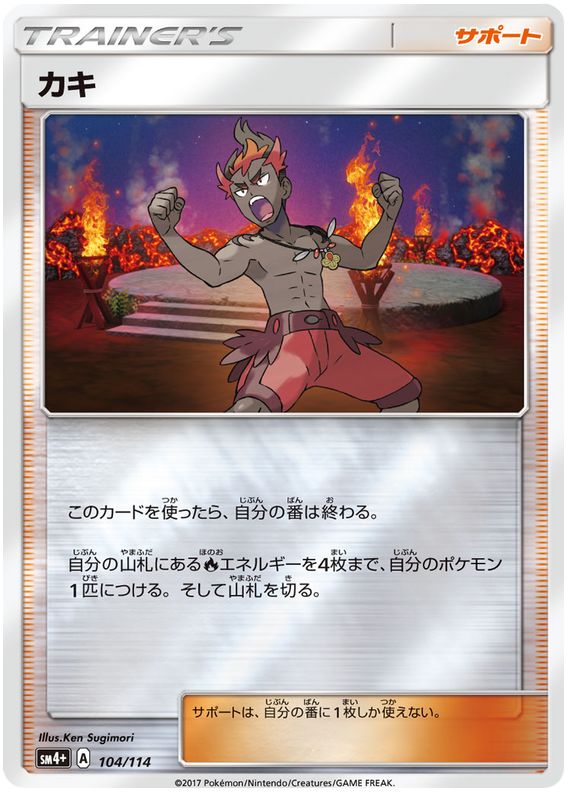 TRAINER'S
サポート
カキ
このカードを使ったら、自分の番は終わる。
自分の山札にあるエネルギーを4枚まで、自分のポケモン
1匹につける。そして山札を切る。
サポートは、自分の番に1枚しか使えない。
Illus.Ken Sugimori
SM4+ A 104/114
©2017 Pokémon/Nintendo/Creatures/GAME FREAK.